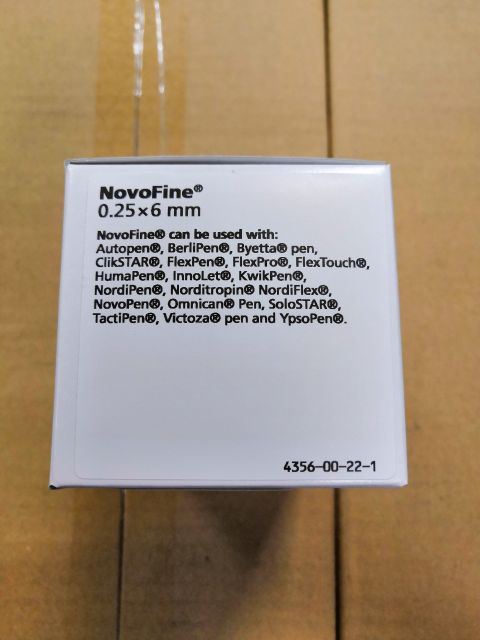 NovoFine®
0.25×6 mm
NovoFine® can be used with:
Autopen®, BerliPen®, Byetta® pen,
ClikSTAR®, FlexPen®, FlexPro®, FlexTouch®,
HumaPen®, InnoLet®, KwikPen®,
NordiPen®, Norditropin® NordiFlex®,
NovoPen®, Omnican® Pen, SoloSTAR®,
TactiPen®, Victoza® pen and YpsoPen®.
4356-00-22-1